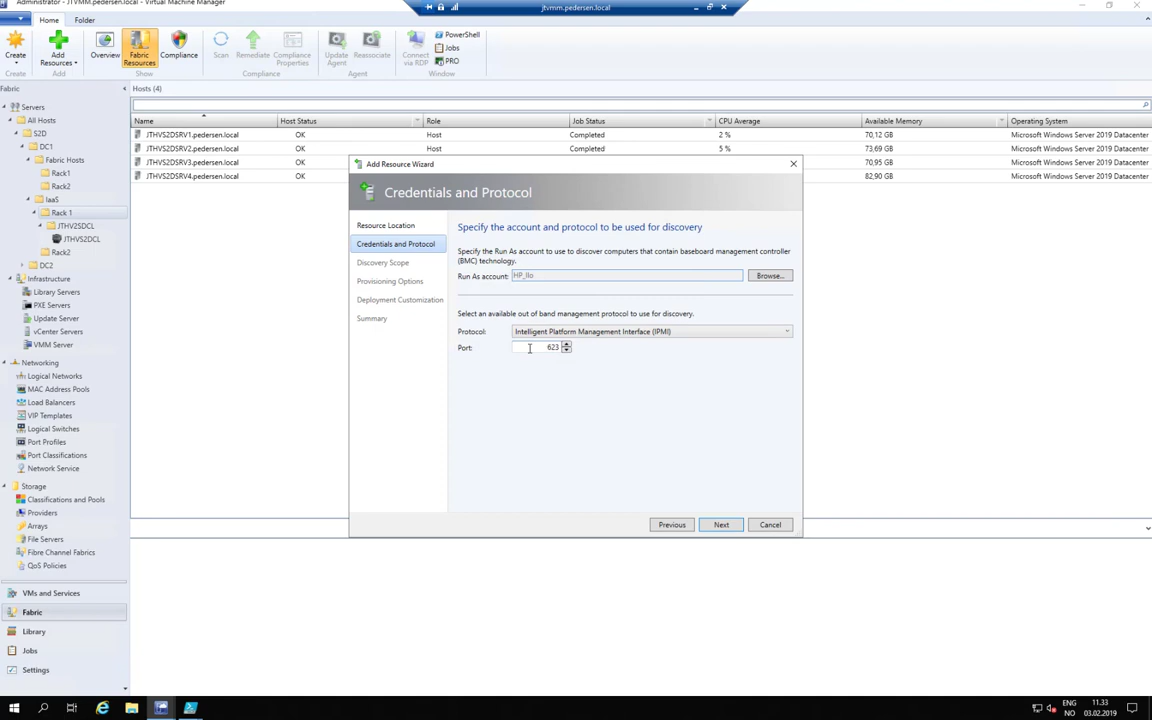 Administrator - JTVMM.pedersen.local - Virtual Machine Manager
jtvmm.pedersen.local
Home
Folder
Create
Add Resources
Overview
Fabric Resources
Compliance
Scan
Remediate
Compliance Properties
Update Agent
Reassociate
Connect via RDP
PowerShell
Jobs
PRO
Create
Add
Show
Compliance
Agent
Window
Fabric
Servers
All Hosts
S2D
DC1
Fabric Hosts
Rack1
Rack2
IaaS
Rack 1
JTHV2SDCL
JTHVS2DCL
Rack2
DC2
Infrastructure
Library Servers
PXE Servers
Update Server
vCenter Servers
VMM Server
Networking
Logical Networks
MAC Address Pools
Load Balancers
VIP Templates
Logical Switches
Port Profiles
Port Classifications
Network Service
Storage
Classifications and Pools
Providers
Arrays
File Servers
Fibre Channel Fabrics
QoS Policies
VMs and Services
Fabric
Library
Jobs
Settings
Hosts (4)
Name Host Status Role Job Status CPU Average Available Memory Operating System
JTHVS2DSRV1.pedersen.local OK Host Completed 2 % 70,12 GB Microsoft Windows Server 2019 Datacenter
JTHVS2DSRV2.pedersen.local OK Host Completed 5 % 73,69 GB Microsoft Windows Server 2019 Datacenter
JTHVS2DSRV3.pedersen.local OK 70,95 GB Microsoft Windows Server 2019 Datacenter
JTHVS2DSRV4.pedersen.local OK 82,90 GB Microsoft Windows Server 2019 Datacenter
Add Resource Wizard
Credentials and Protocol
Resource Location
Credentials and Protocol
Discovery Scope
Provisioning Options
Deployment Customization
Summary
Specify the account and protocol to be used for discovery
Specify the Run As account to use to discover computers that contain baseboard management controller
(BMC) technology.
Run As account: HP_Ilo Browse...
Select an available out of band management protocol to use for discovery.
Protocol: Intelligent Platform Management Interface (IPMI)
Port: 623
Previous Next Cancel
ENG
NO
11.33
03.02.2019